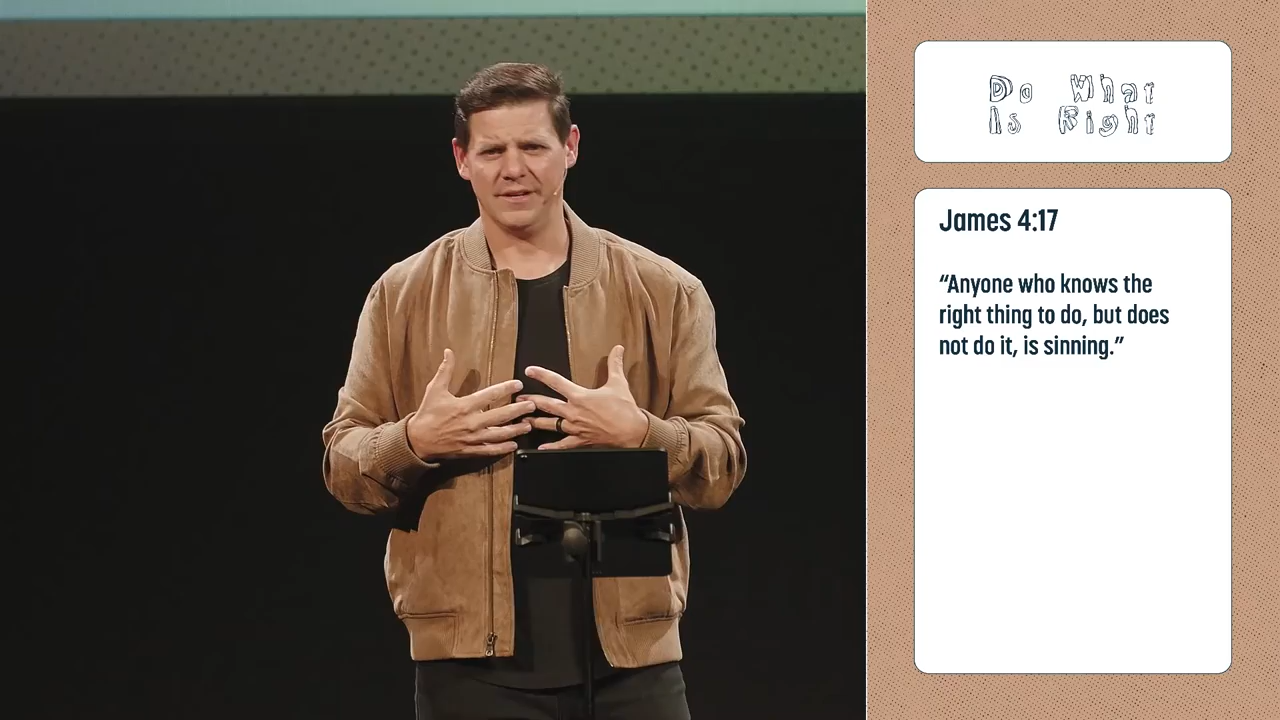 Do What
Is Right
James 4:17
“Anyone who knows the
right thing to do, but does
not do it, is sinning.”